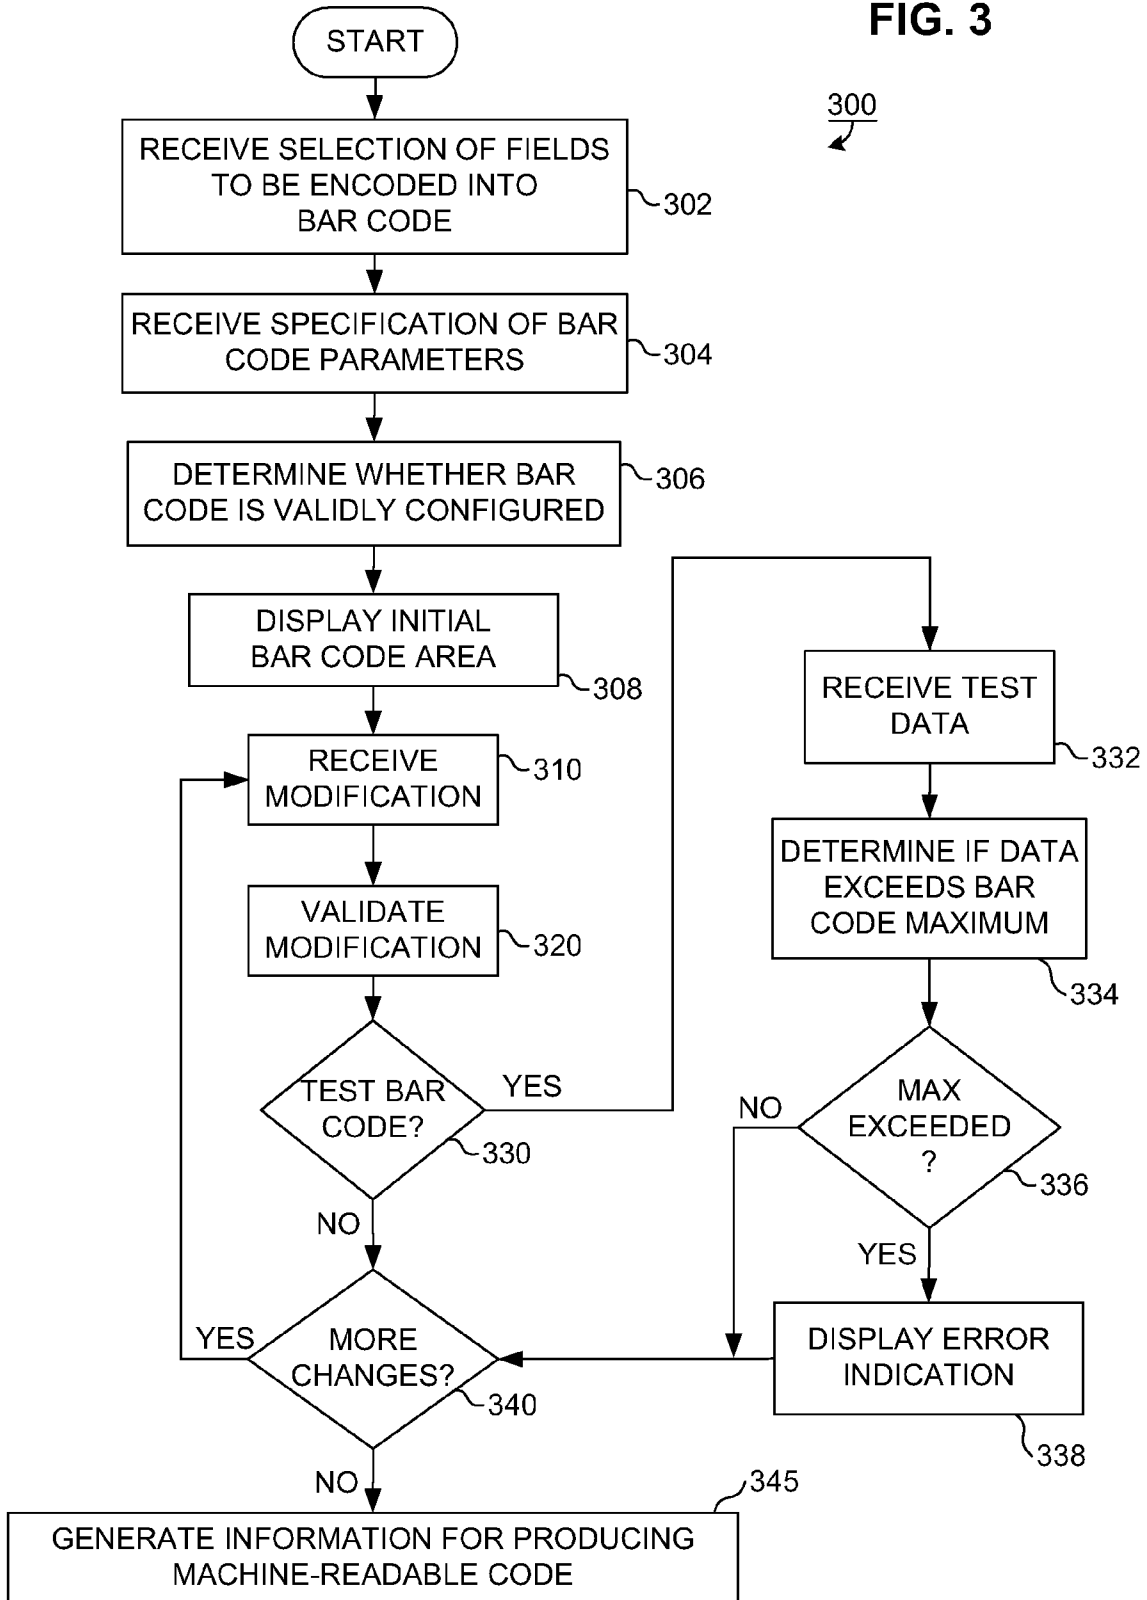 FIG. 3
300
START
RECEIVE SELECTION OF FIELDS
TO BE ENCODED INTO
BAR CODE
302
RECEIVE SPECIFICATION OF BAR
CODE PARAMETERS
304
DETERMINE WHETHER BAR
CODE IS VALIDLY CONFIGURED
306
DISPLAY INITIAL
BAR CODE AREA
308
RECEIVE
MODIFICATION
310
VALIDATE
MODIFICATION
320
TEST BAR
CODE?
330
YES
NO
RECEIVE TEST
DATA
332
DETERMINE IF DATA
EXCEEDS BAR
CODE MAXIMUM
334
MAX
EXCEEDED
?
336
NO
YES
DISPLAY ERROR
INDICATION
338
MORE
CHANGES?
340
YES
NO
GENERATE INFORMATION FOR PRODUCING
MACHINE-READABLE CODE
345